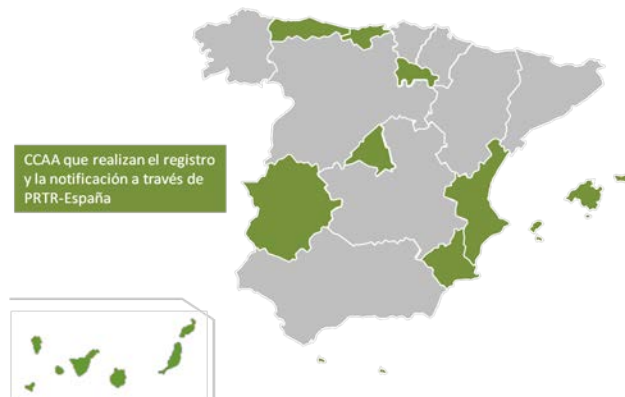 CCAA que realizan el registro
y la notificación a través de
PRTR-España